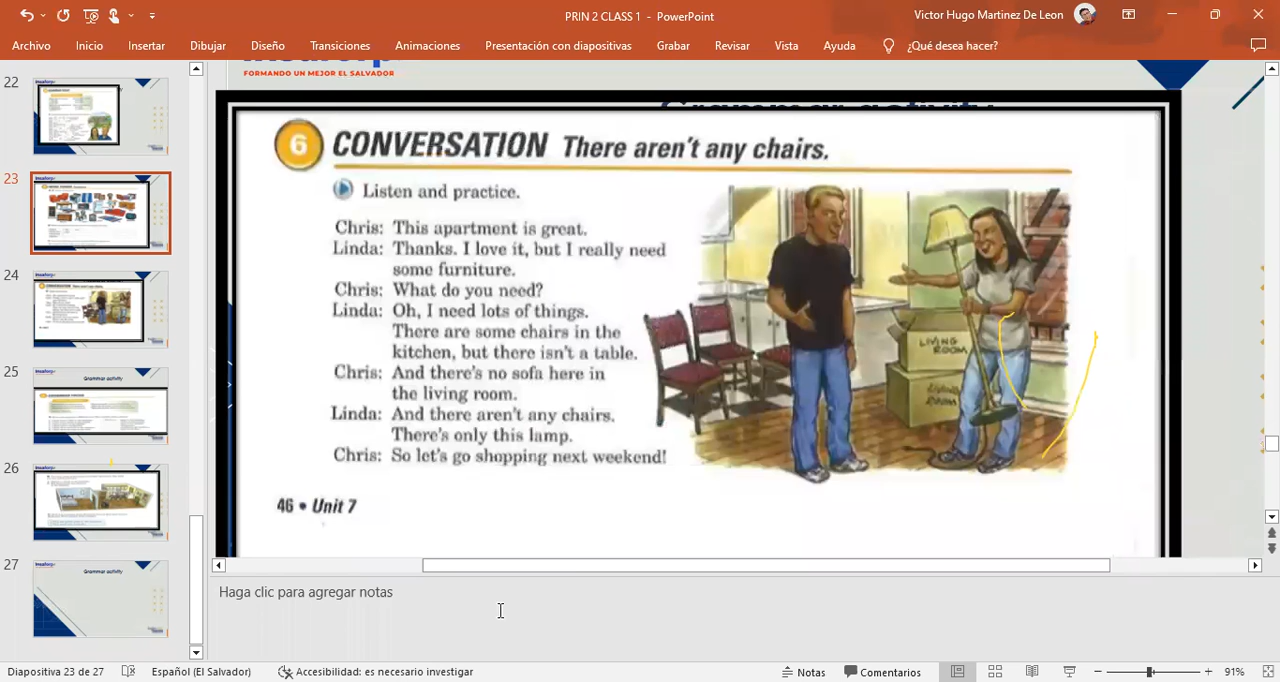 PRIN 2 CLASS 1 - PowerPoint
Victor Hugo Martinez De Leon
Archivo Inicio Insertar Dibujar Diseño Transiciones Animaciones Presentación con diapositivas Grabar Revisar Vista Ayuda ¿Qué desea hacer?
FORMANDO UN MEJOR EL SALVADOR
Grammar activity
6 CONVERSATION There aren't any chairs.
Listen and practice.
Chris: This apartment is great.
Linda: Thanks. I love it, but I really need
some furniture.
Chris: What do you need?
Linda: Oh, I need lots of things.
There are some chairs in the
kitchen, but there isn't a table.
Chris: And there's no sofa here in
the living room.
Linda: And there aren't any chairs.
There's only this lamp.
Chris: So let's go shopping next weekend!
LIVING
ROOM
ROOM
46 • Unit 7
22
23
24
25
Grammar activity
26
27
Grammar activity
Haga clic para agregar notas
Diapositiva 23 de 27 Español (El Salvador) Accesibilidad: es necesario investigar Notas Comentarios 91%